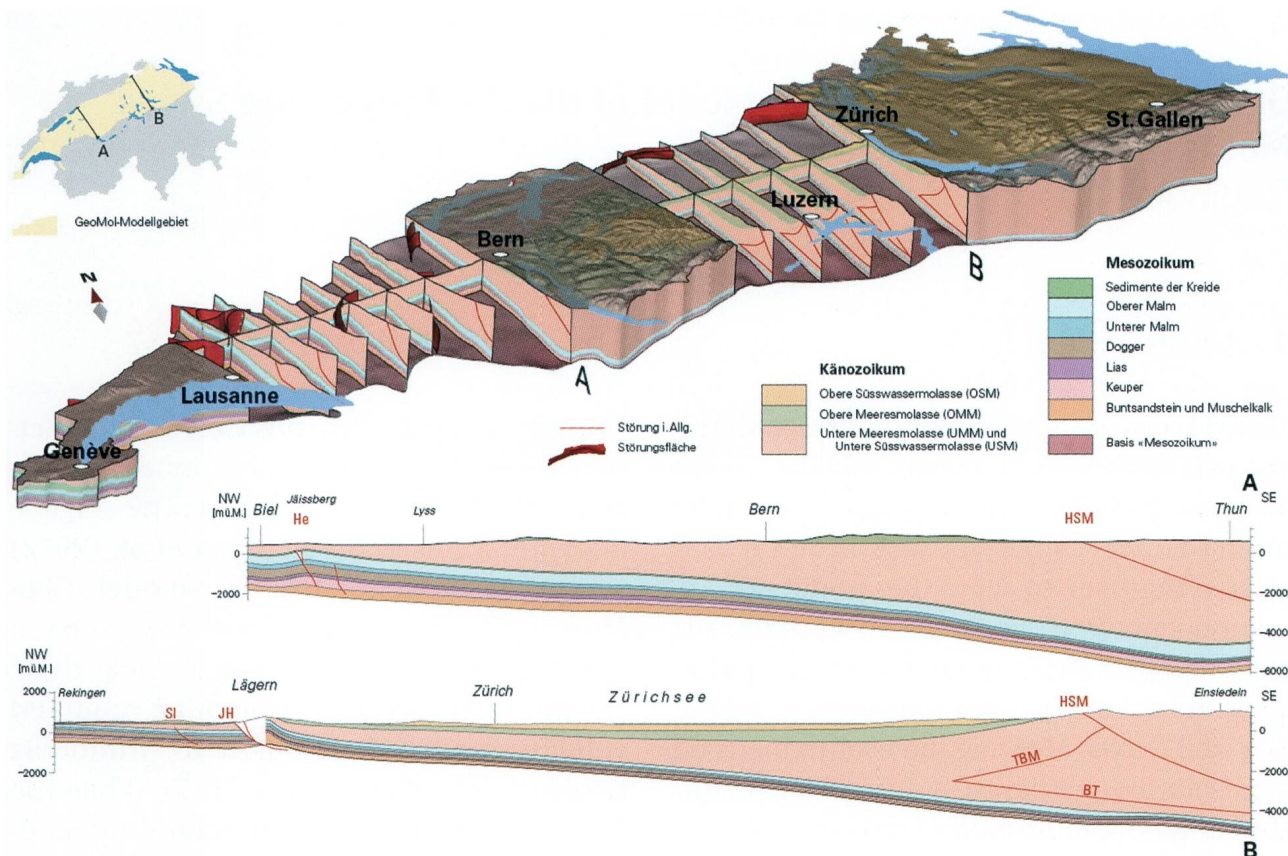 A
B
GeoMol-Modellgebiet
N
Zürich
St. Gallen
Luzern
Bern
B
A
Lausanne
Genève
Störung i. Allg.
Störungsfläche
Känozoikum
Obere Süsswassermolasse (OSM)
Obere Meeresmolasse (OMM)
Untere Meeresmolasse (UMM) und
Untere Süsswassermolasse (USM)
Mesozoikum
Sedimente der Kreide
Oberer Malm
Unterer Malm
Dogger
Lias
Keuper
Buntsandstein und Muschelkalk
Basis «Mesozoikum»
A
NW
[mü.M.]
Biel
Jäissberg
He
Lyss
Bern
HSM
Thun
SE
0
-2000
0
-2000
-4000
-6000
NW
[mü.M.]
2000
0
-2000
Rekingen
SI
JH
Lägern
Zürich
Zürichsee
HSM
Einsiedeln
SE
TBM
BT
2000
0
-2000
-4000
B